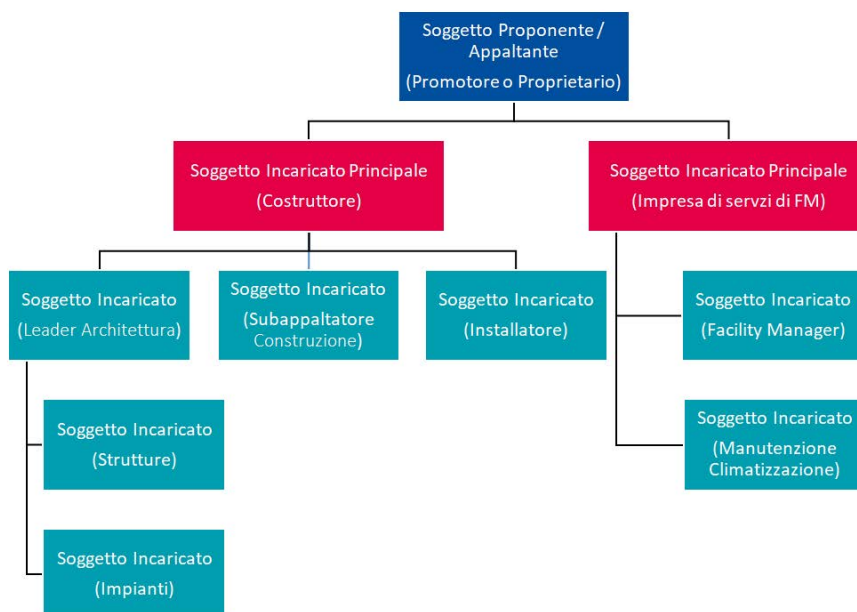 Soggetto Proponente /
Appaltante
(Promotore o Proprietario)
Soggetto Incaricato Principale
(Costruttore)
Soggetto Incaricato Principale
(Impresa di servzi di FM)
Soggetto Incaricato
(Leader Architettura)
Soggetto Incaricato
(Subappaltatore
Construzione)
Soggetto Incaricato
(Installatore)
Soggetto Incaricato
(Facility Manager)
Soggetto Incaricato
(Strutture)
Soggetto Incaricato
(Manutenzione
Climatizzazione)
Soggetto Incaricato
(Impianti)